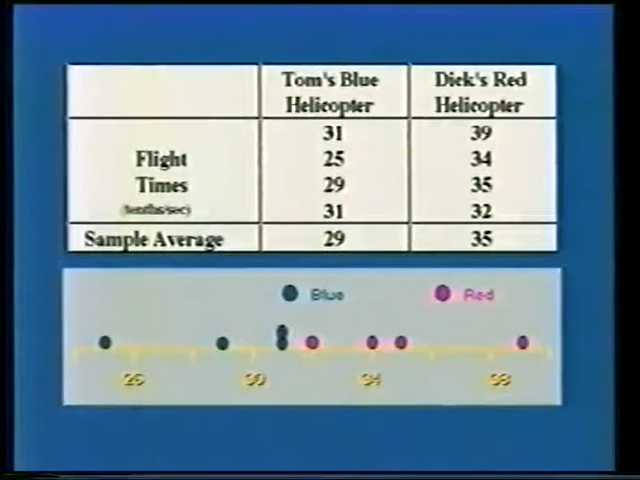 Tom's Blue Dick's Red
Helicopter Helicopter
31 39
Flight 25 34
Times 29 35
(tenths/sec) 31 32
Sample Average 29 35
Blue Red
26 30 34 38